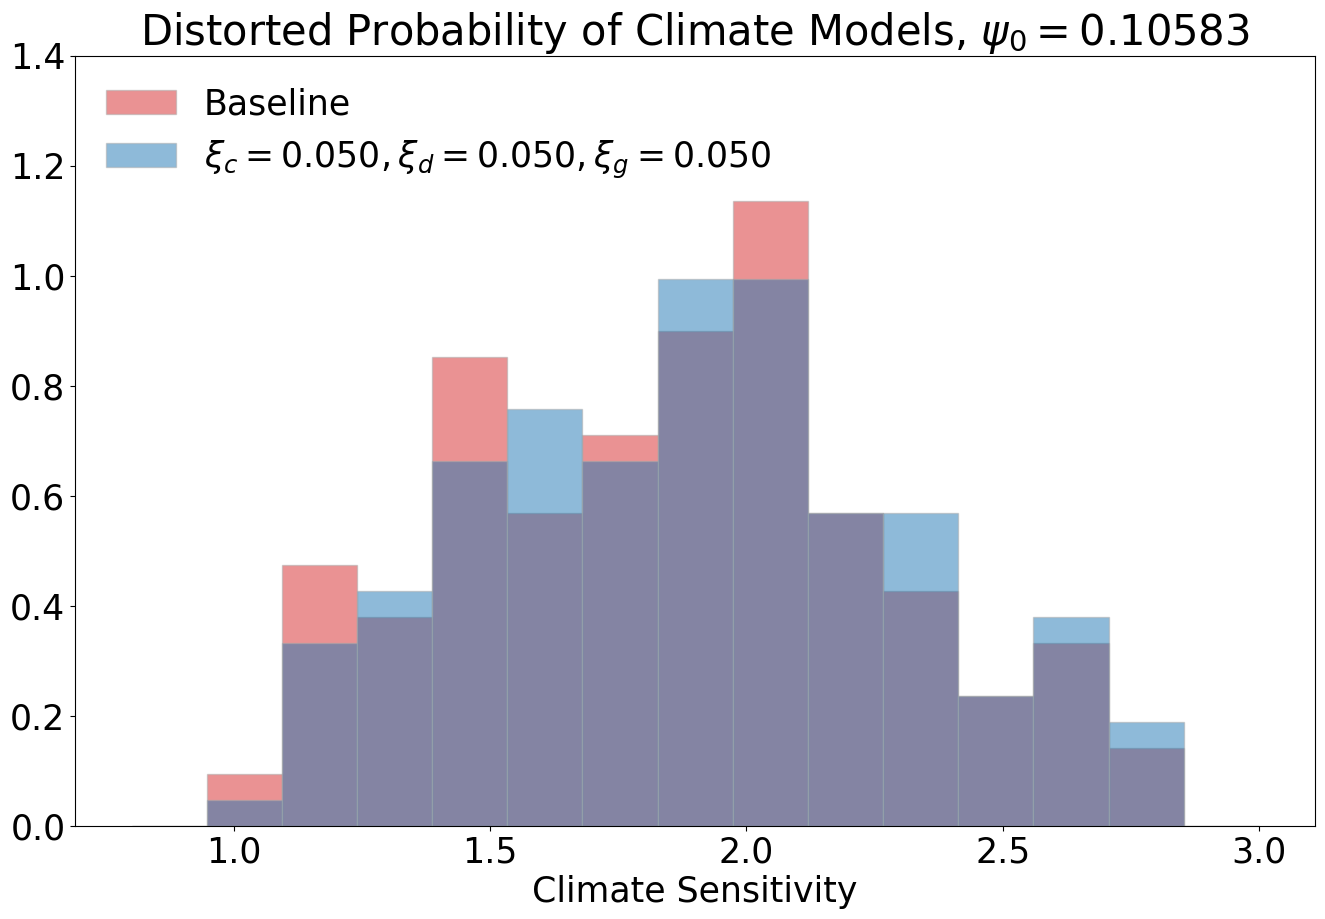 Distorted Probability of Climate Models, ψ₀ = 0.10583
1.4
Baseline
ξ_c = 0.050, ξ_d = 0.050, ξ_g = 0.050
1.2
1.0
0.8
0.6
0.4
0.2
0.0
1.0 1.5 2.0 2.5 3.0
Climate Sensitivity